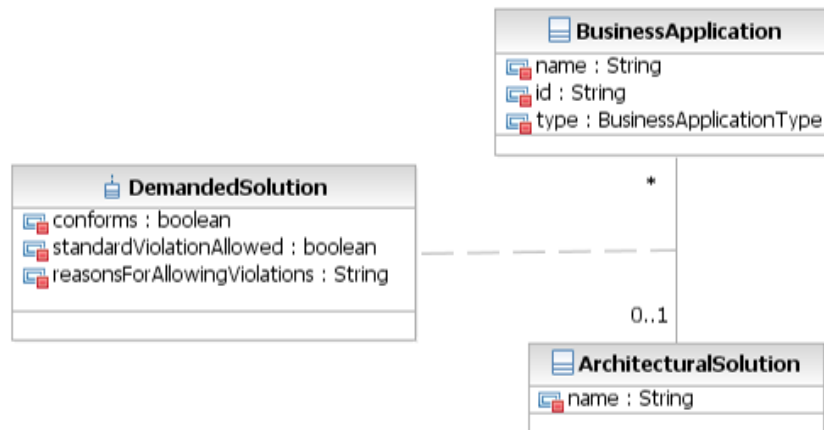 BusinessApplication
name : String
id : String
type : BusinessApplicationType
*
DemandedSolution
conforms : boolean
standardViolationAllowed : boolean
reasonsForAllowingViolations : String
0..1
ArchitecturalSolution
name : String